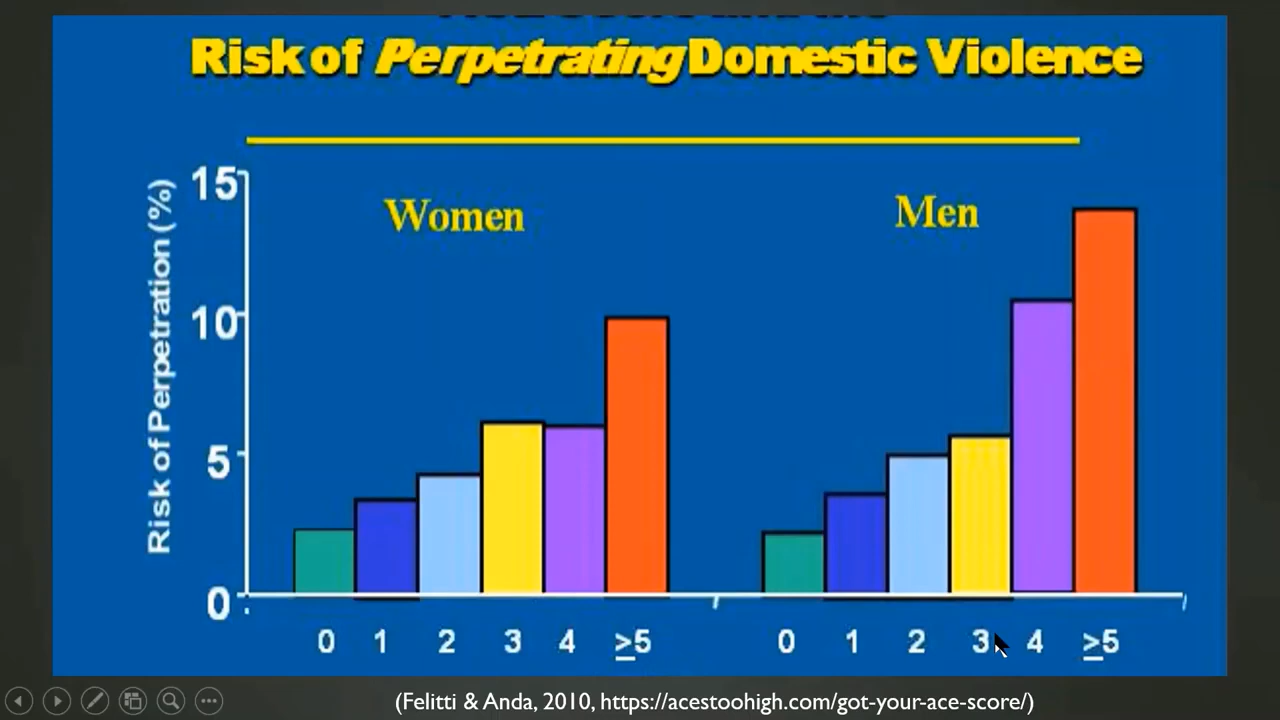 Risk of Perpetrating Domestic Violence
Women
Men
Risk of Perpetration (%)
15
10
5
0
0 1 2 3 4 ≥5
0 1 2 3 4 ≥5
(Felitti & Anda, 2010, https://acestoohigh.com/got-your-ace-score/)